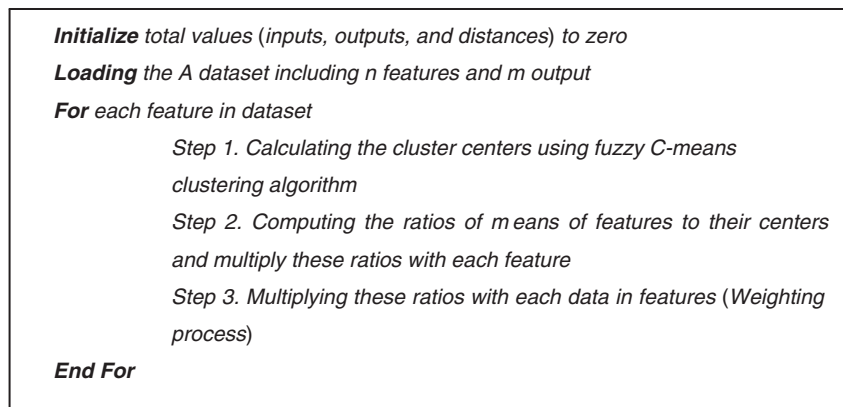 Initialize total values (inputs, outputs, and distances) to zero
Loading the A dataset including n features and m output
For each feature in dataset
Step 1. Calculating the cluster centers using fuzzy C-means
clustering algorithm
Step 2. Computing the ratios of means of features to their centers
and multiply these ratios with each feature
Step 3. Multiplying these ratios with each data in features (Weighting
process)
End For